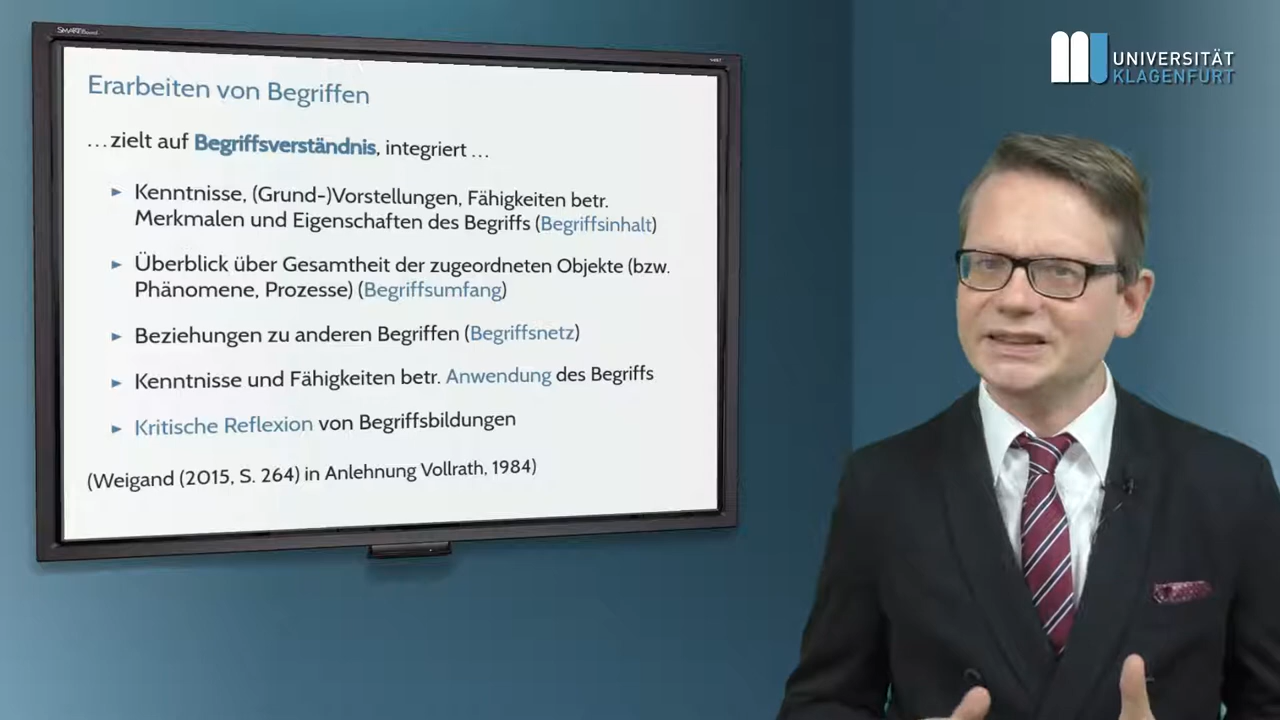 SMART Board
UNIVERSITÄT
KLAGENFURT
Erarbeiten von Begriffen
...zielt auf Begriffsverständnis, integriert ...
► Kenntnisse, (Grund-)Vorstellungen, Fähigkeiten betr.
Merkmalen und Eigenschaften des Begriffs (Begriffsinhalt)
► Überblick über Gesamtheit der zugeordneten Objekte (bzw.
Phänomene, Prozesse) (Begriffsumfang)
► Beziehungen zu anderen Begriffen (Begriffsnetz)
► Kenntnisse und Fähigkeiten betr. Anwendung des Begriffs
► Kritische Reflexion von Begriffsbildungen
(Weigand (2015, S. 264) in Anlehnung Vollrath, 1984)